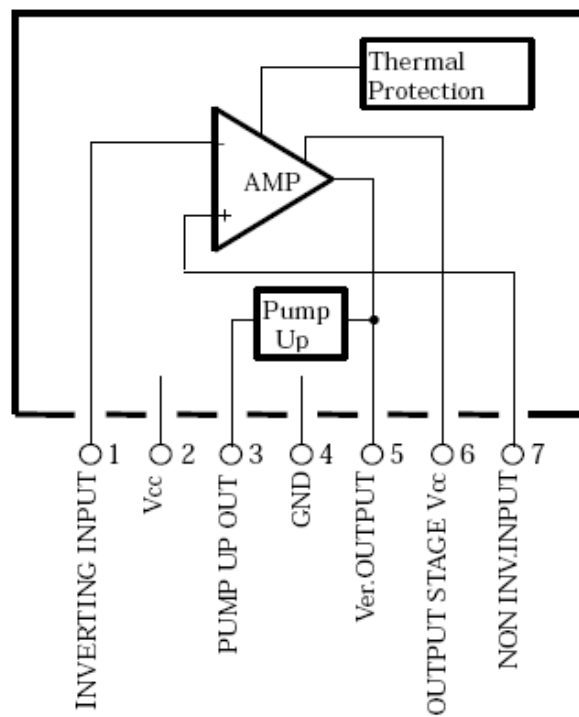 Thermal
Protection
-
AMP
+
Pump
Up
1
2
3
4
5
6
7
INVERTING INPUT
Vcc
PUMP UP OUT
GND
Ver.OUTPUT
OUTPUT STAGE Vcc
NON INV.INPUT